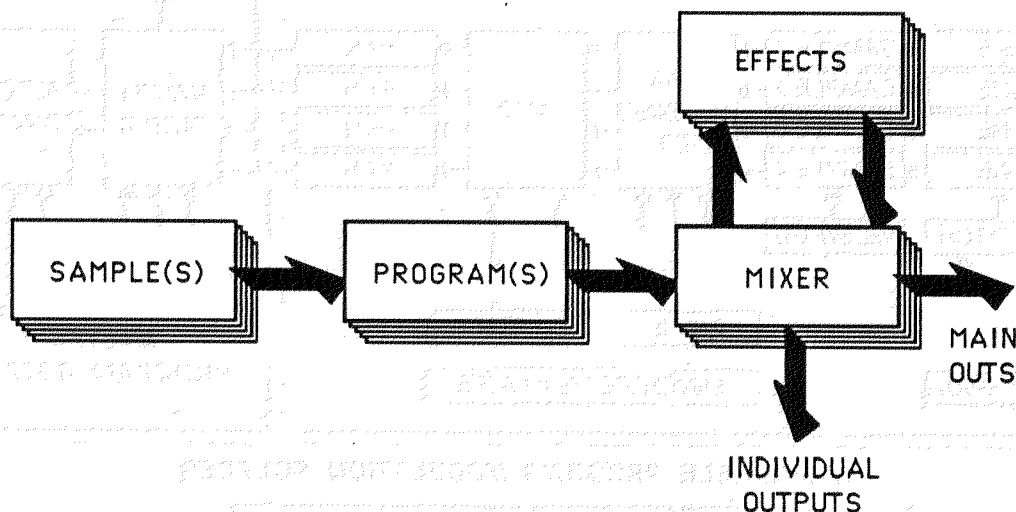 EFFECTS
SAMPLE(S)
PROGRAM(S)
MIXER
MAIN
OUTS
INDIVIDUAL
OUTPUTS